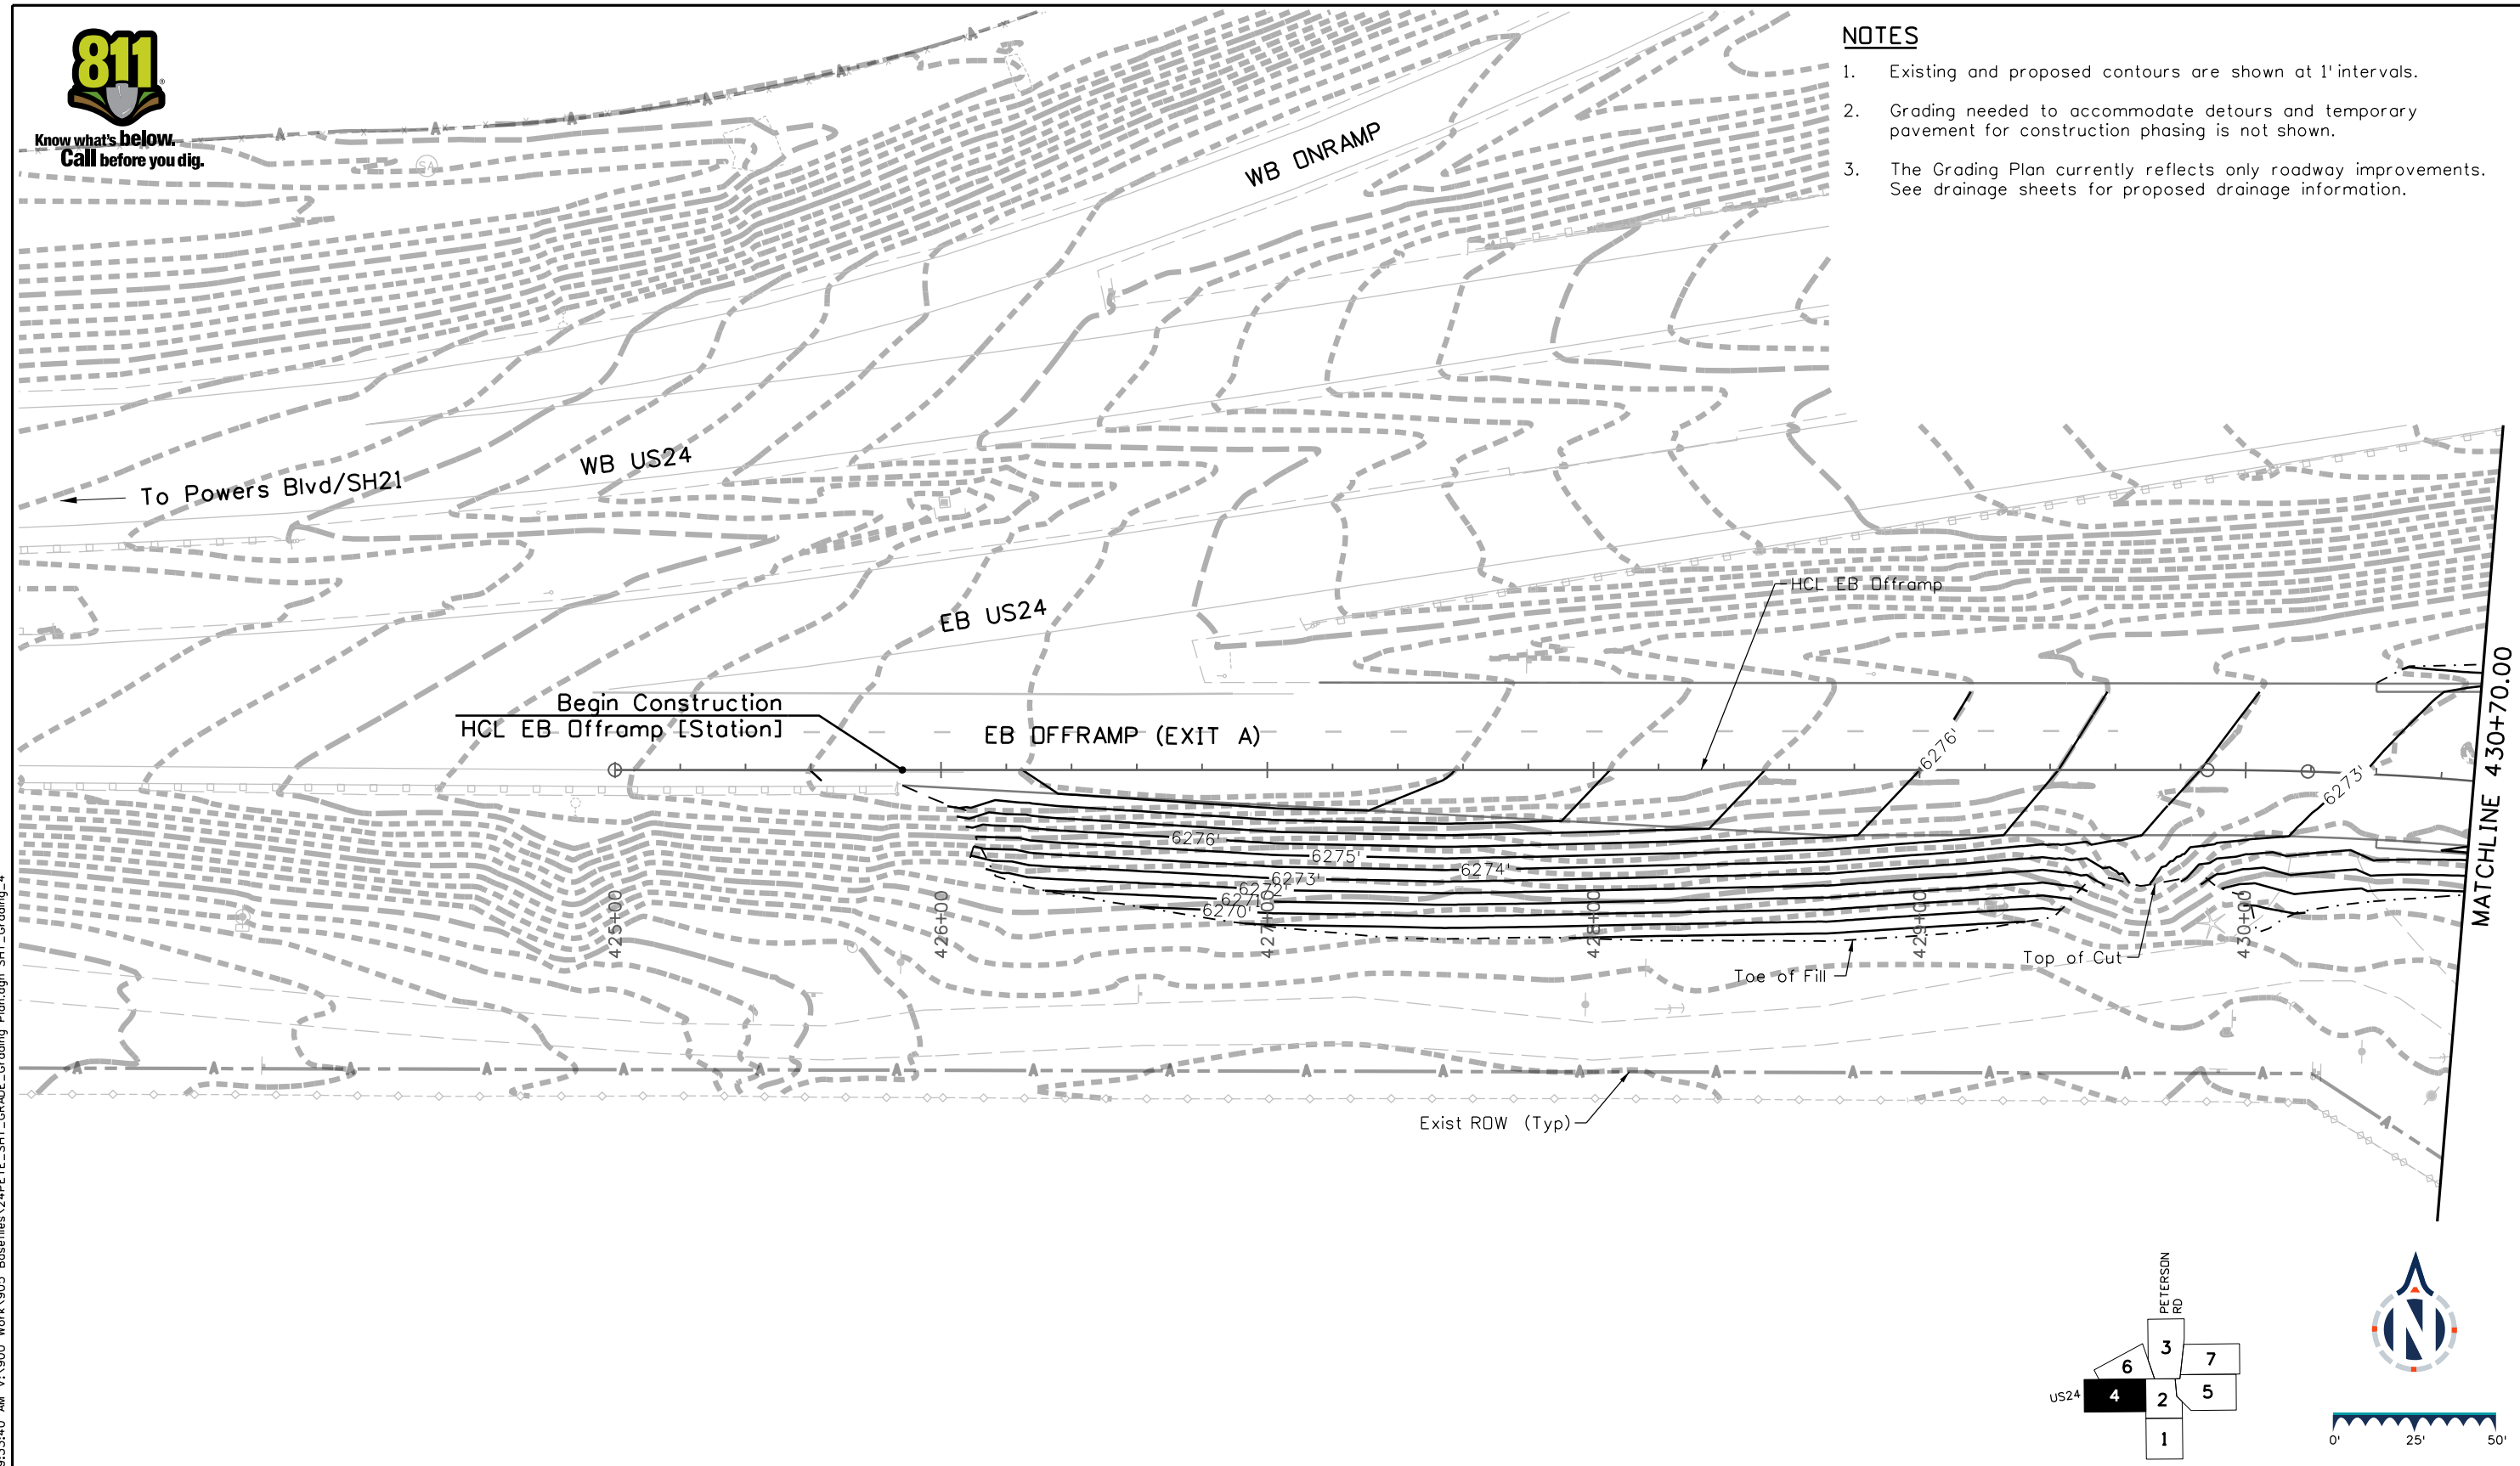 811®
Know what's below.
Call before you dig.
NOTES
1. Existing and proposed contours are shown at 1' intervals.
2. Grading needed to accommodate detours and temporary
pavement for construction phasing is not shown.
3. The Grading Plan currently reflects only roadway improvements.
See drainage sheets for proposed drainage information.
A A A A A A
SA
WB ONRAMP
WB US24
To Powers Blvd/SH21
HCL EB Offramp
EB US24
Begin Construction
HCL EB Offramp [Station]
EB OFFRAMP (EXIT A)
6276'
6273'
MATCHLINE 430+70.00
6276'
6275'
6274'
6273'
6272'
6271'
6270'
425+00
426+00
427+00
428+00
429+00
430+00
Toe of Fill
Top of Cut
A A A A A A A A A A A A A A A A A A
Exist ROW (Typ)
PETERSON
RD
3
6
7
US24
4
2
5
1
N
0' 25' 50'